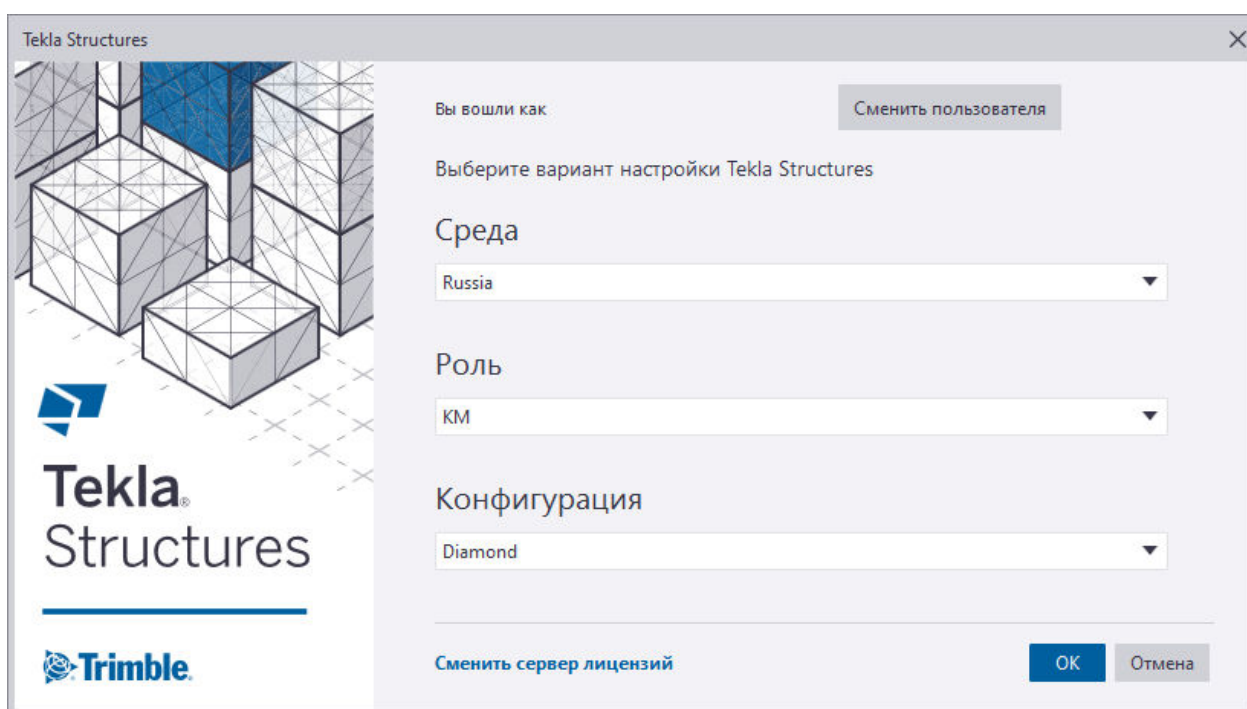 Tekla Structures
Вы вошли как
Сменить пользователя
Выберите вариант настройки Tekla Structures
Среда
Russia
Роль
КМ
Конфигурация
Diamond
Tekla®
Structures
Trimble.
Сменить сервер лицензий
ОК
Отмена